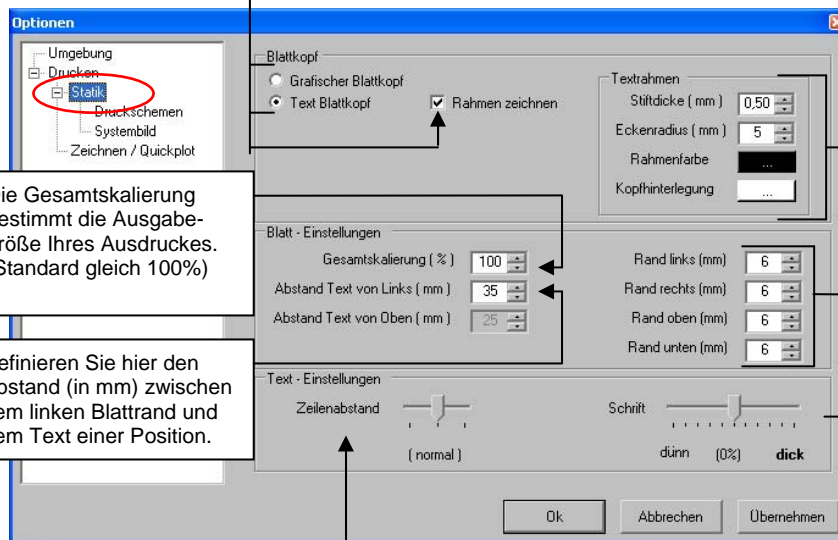 Optionen
Umgebung
Drucken
Statik
Druckschemen
Systembild
Zeichnen / Quickplot
Blattkopf
Grafischer Blattkopf
Text Blattkopf
Rahmen zeichnen
Textrahmen
Stiftdicke ( mm ) 0,50
Eckenradius ( mm ) 5
Rahmenfarbe ...
Kopfhinterlegung ...
ie Gesamtskalierung
estimmt die Ausgabe-
röße Ihres Ausdruckes.
Standard gleich 100%)
Blatt - Einstellungen
Gesamtskalierung ( % ) 100
Abstand Text von Links ( mm ) 35
Abstand Text von Oben ( mm ) 25
Rand links (mm) 6
Rand rechts (mm) 6
Rand oben (mm) 6
Rand unten (mm) 6
efinieren Sie hier den
bstand (in mm) zwischen
em linken Blattrand und
em Text einer Position.
Text - Einstellungen
Zeilenabstand
( normal )
Schrift
dünn (0%) dick
Ok Abbrechen Übernehmen